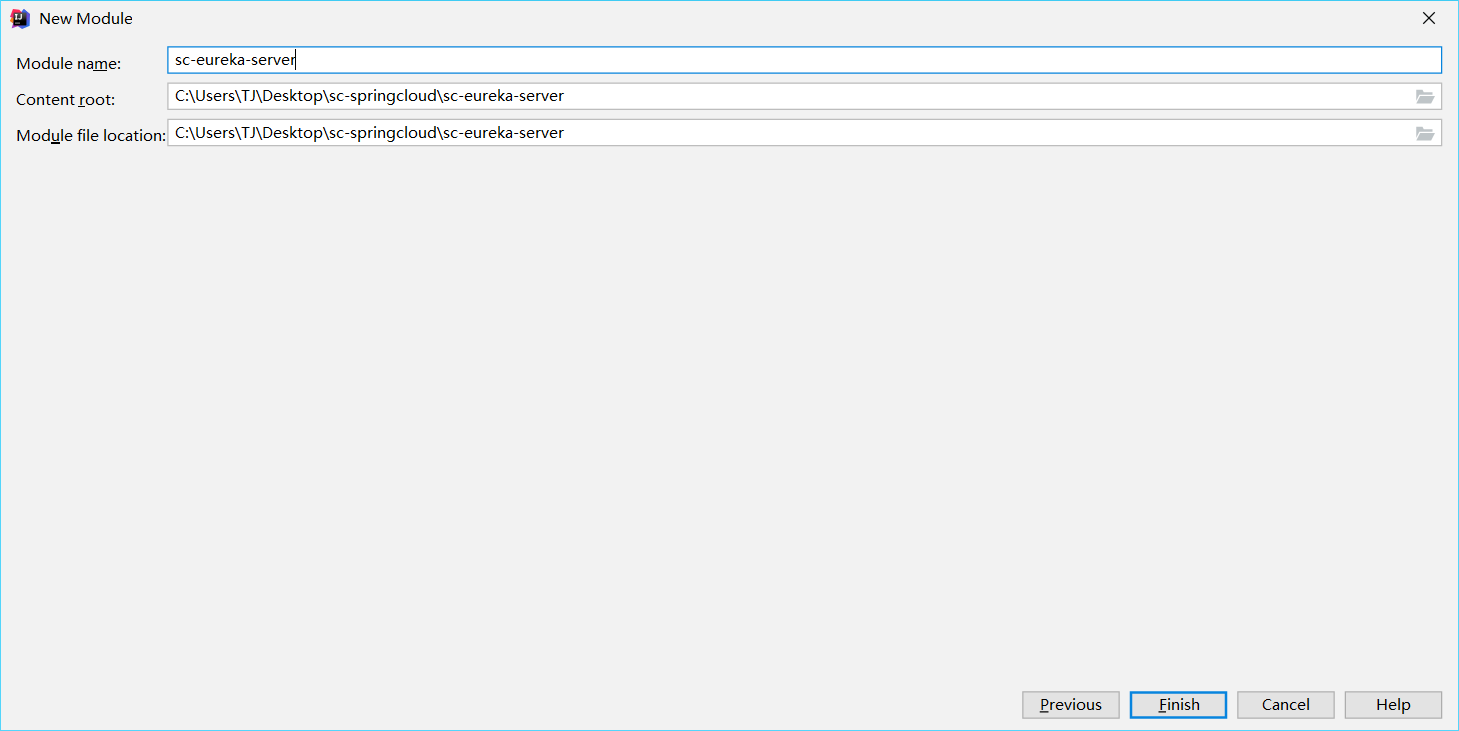 New Module
Module name: sc-eureka-server
Content root: C:\Users\TJ\Desktop\sc-springcloud\sc-eureka-server
Module file location: C:\Users\TJ\Desktop\sc-springcloud\sc-eureka-server
Previous Finish Cancel Help